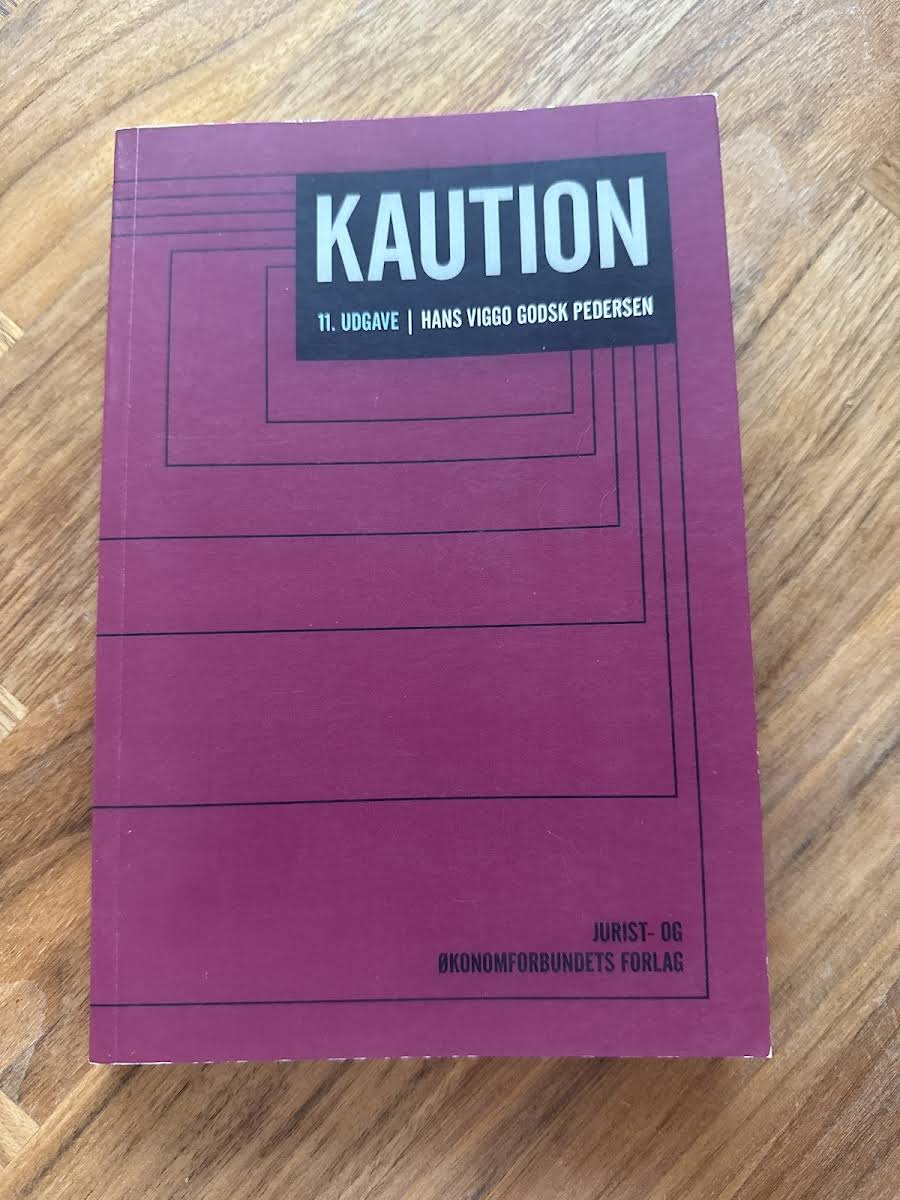 KAUTION
11. UDGAVE | HANS VIGGO GODSK PEDERSEN
JURIST- OG
ØKONOMFORBUNDETS FORLAG